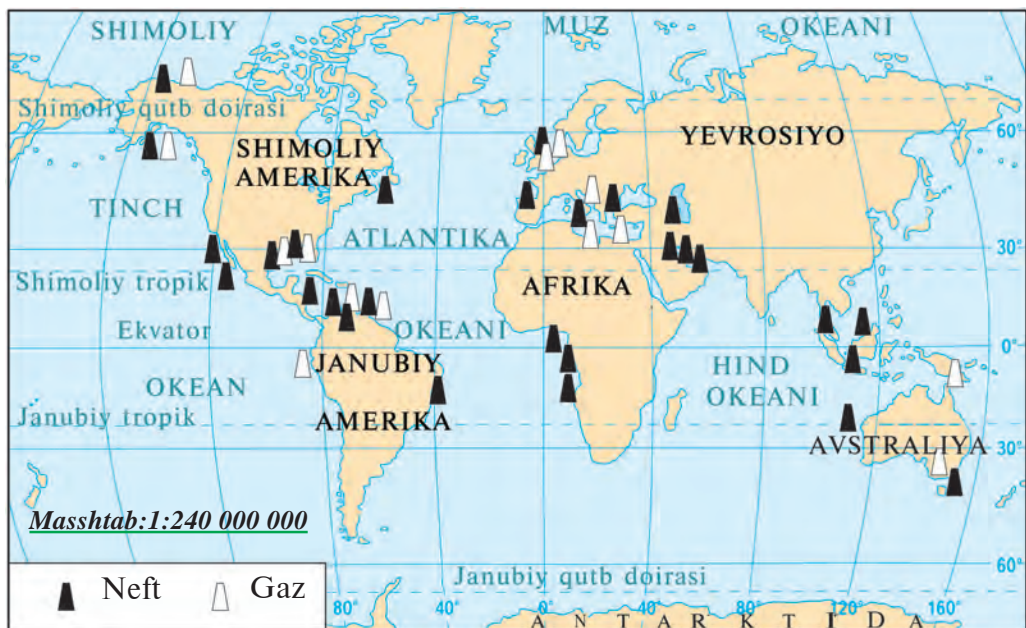 SHIMOLIY MUZ OKEANI
Shimoliy qutb doirasi
60°
SHIMOLIY
AMERIKA
YEVROSIYO
TINCH
ATLANTIKA
30°
Shimoliy tropik
AFRIKA
Ekvator
OKEANI
0°
JANUBIY
HIND
OKEANI
OKEAN
Janubiy tropik
AMERIKA
AVSTRALIYA
30°
Masshtab:1:240 000 000
60°
Neft Gaz
Janubiy qutb doirasi
80° 40° 0° 40° 80° 120° 160°
ANTARKTIDA